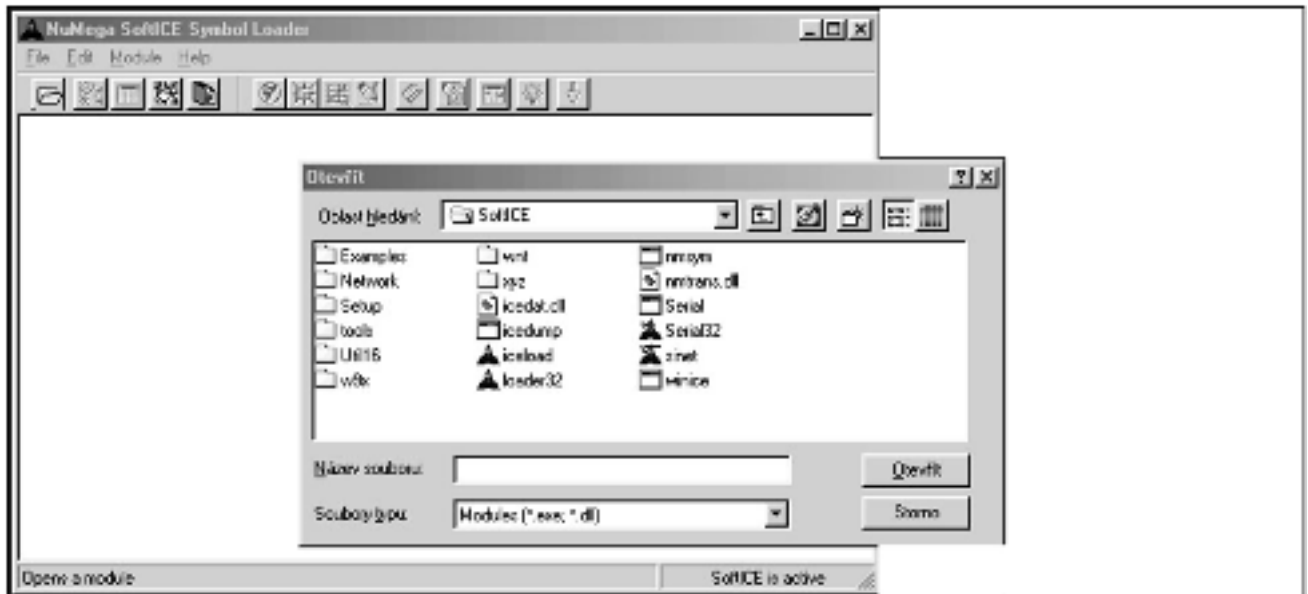 NuMega SoftICE Symbol Loader
File Edit Module Help
Otevřít
Oblast hledání: SoftICE
Examples wnt nmsym
Network xyz nmtrans.dll
Setup icedat.dll Serial
tools icedump Serial32
Util16 iceload sinet
w9x loader32 winice
Název souboru: Otevřít
Soubory typu: Modules (*.exe; *.dll) Storno
Opens a module SoftICE is active